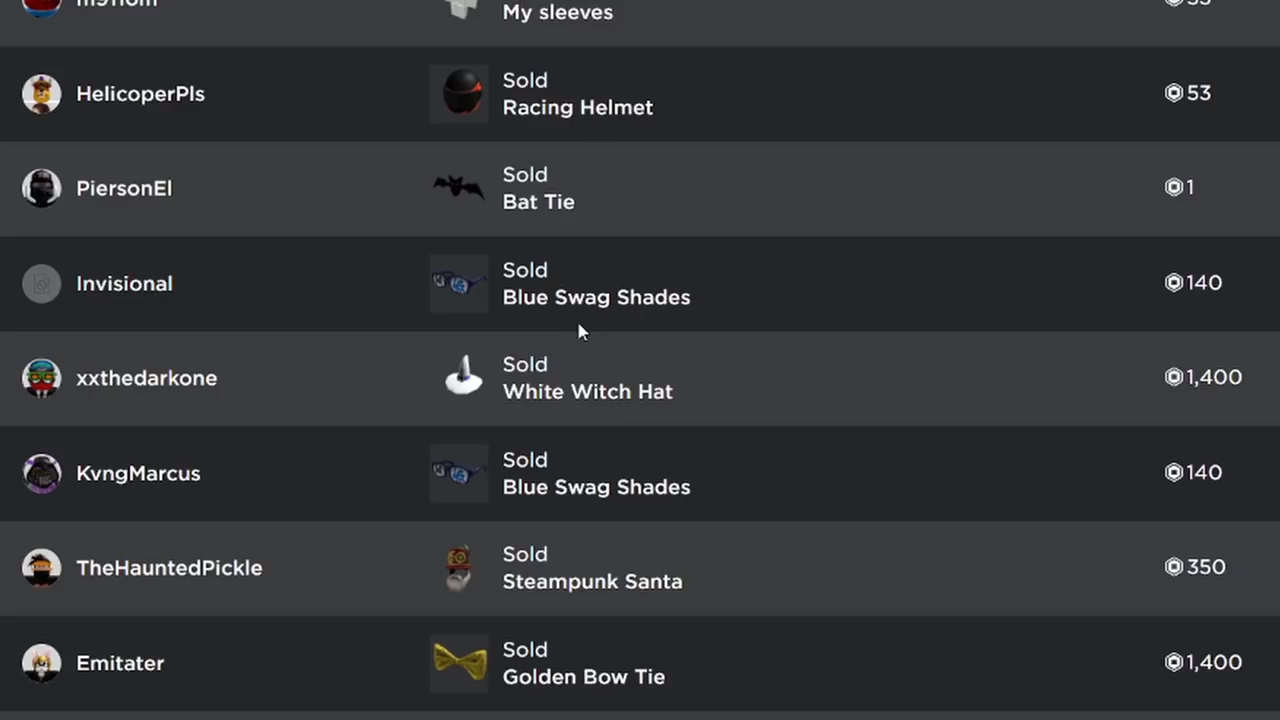 My sleeves
HelicoperPls
Sold
Racing Helmet
53
PiersonEl
Sold
Bat Tie
1
Invisional
Sold
Blue Swag Shades
140
xxthedarkone
Sold
White Witch Hat
1,400
KvngMarcus
Sold
Blue Swag Shades
140
TheHauntedPickle
Sold
Steampunk Santa
350
Emitater
Sold
Golden Bow Tie
1,400